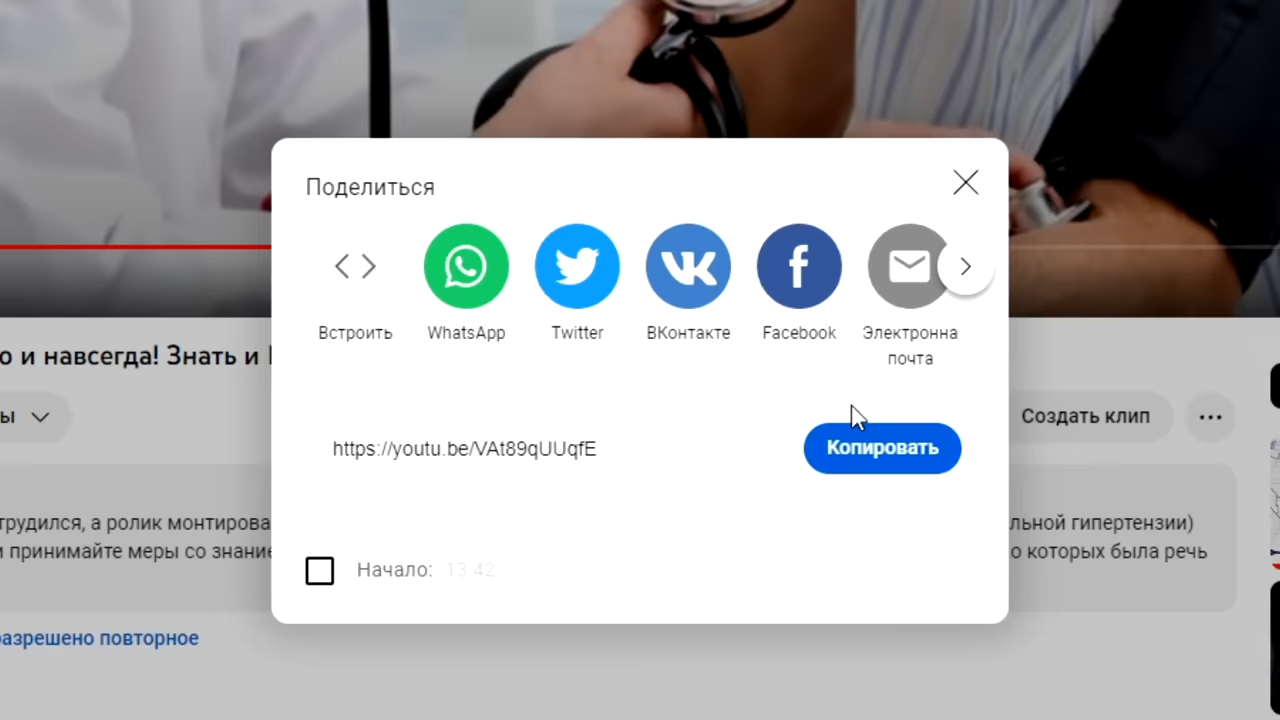 Поделиться
Встроить
WhatsApp
Twitter
ВКонтакте
Facebook
Электронна
почта
о и навсегда! Знать и
ы
Создать клип
https://youtu.be/VAt89qUUqfE
Копировать
трудился, а ролик монтирова
льной гипертензии)
и принимайте меры со знание
о которых была речь
Начало: 13 42
разрешено повторное